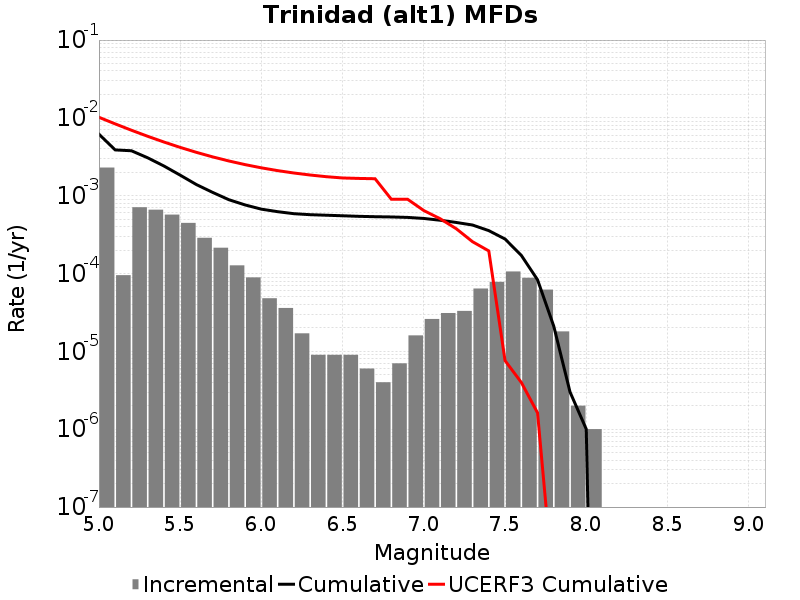 Trinidad (alt1) MFDs
10-1
10-2
10-3
10-4
10-5
10-6
10-7
Rate (1/yr)
5.0 5.5 6.0 6.5 7.0 7.5 8.0 8.5 9.0
Magnitude
Incremental Cumulative UCERF3 Cumulative